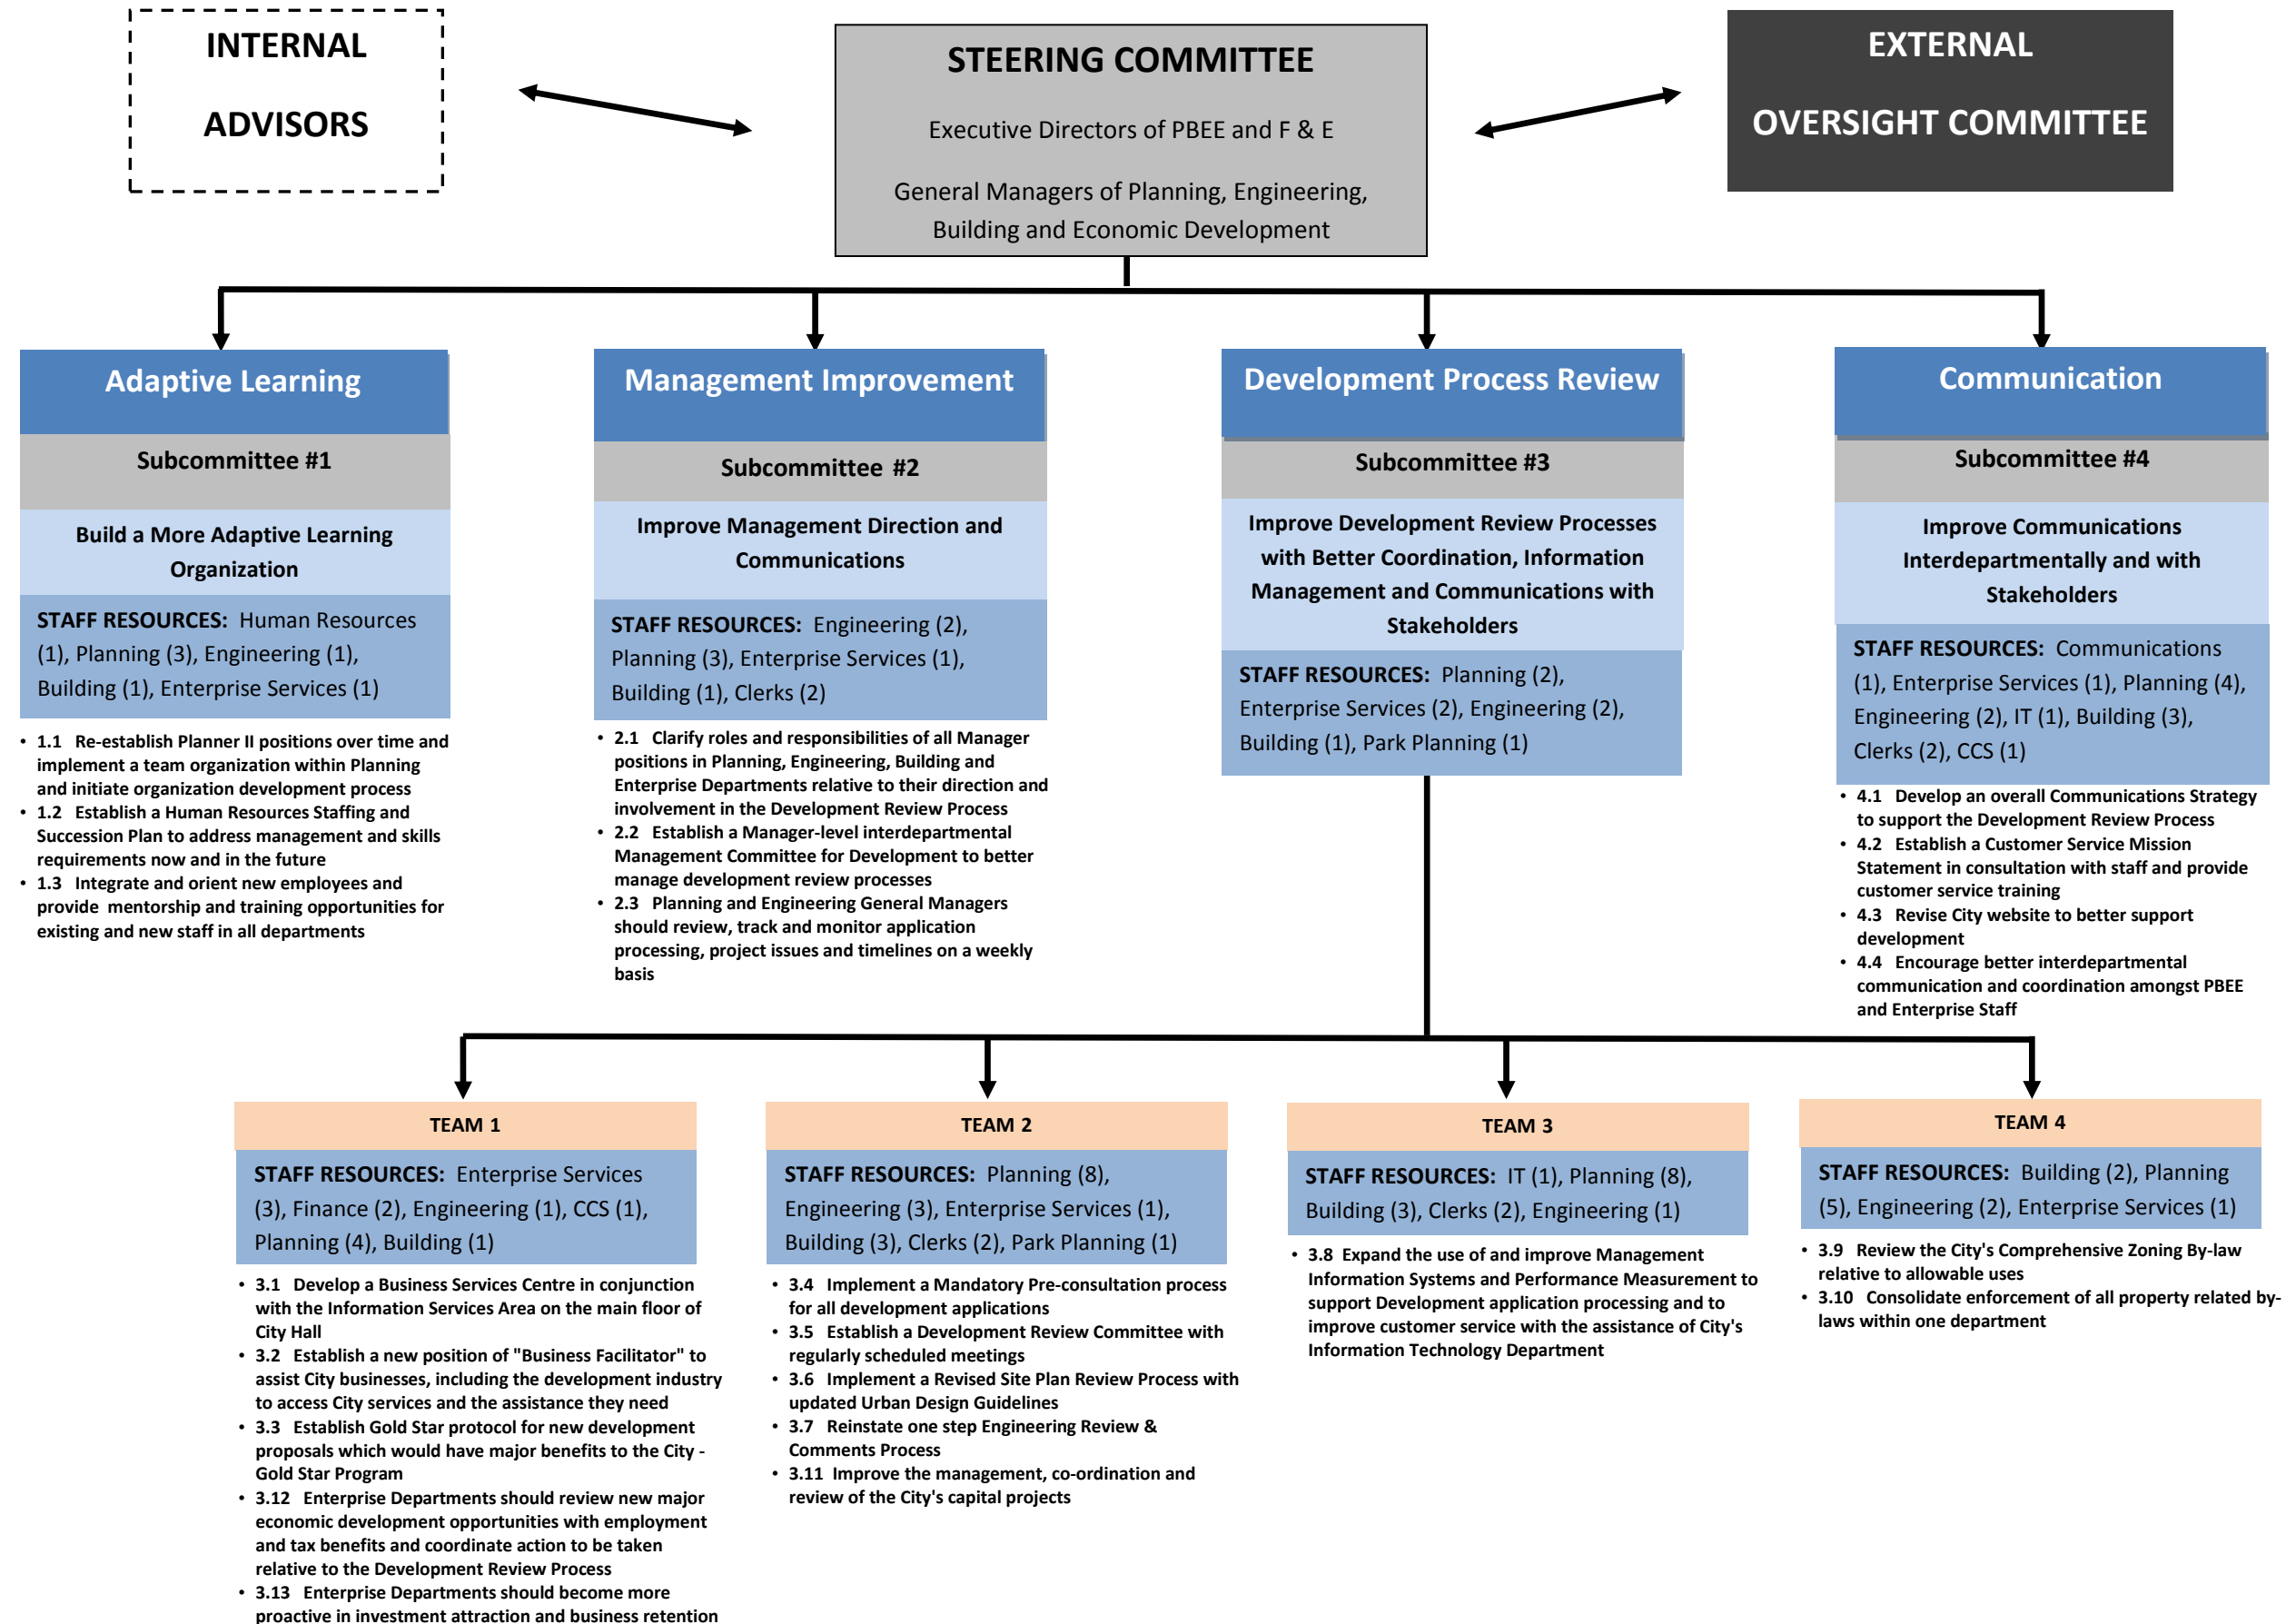 INTERNAL
ADVISORS
STEERING COMMITTEE
Executive Directors of PBEE and F & E
General Managers of Planning, Engineering,
Building and Economic Development
EXTERNAL
OVERSIGHT COMMITTEE
Adaptive Learning
Subcommittee #1
Build a More Adaptive Learning
Organization
STAFF RESOURCES: Human Resources
(1), Planning (3), Engineering (1),
Building (1), Enterprise Services (1)
• 1.1 Re-establish Planner II positions over time and
implement a team organization within Planning
and initiate organization development process
• 1.2 Establish a Human Resources Staffing and
Succession Plan to address management and skills
requirements now and in the future
• 1.3 Integrate and orient new employees and
provide mentorship and training opportunities for
existing and new staff in all departments
Management Improvement
Subcommittee #2
Improve Management Direction and
Communications
STAFF RESOURCES: Engineering (2),
Planning (3), Enterprise Services (1),
Building (1), Clerks (2)
• 2.1 Clarify roles and responsibilities of all Manager
positions in Planning, Engineering, Building and
Enterprise Departments relative to their direction and
involvement in the Development Review Process
• 2.2 Establish a Manager-level interdepartmental
Management Committee for Development to better
manage development review processes
• 2.3 Planning and Engineering General Managers
should review, track and monitor application
processing, project issues and timelines on a weekly
basis
Development Process Review
Subcommittee #3
Improve Development Review Processes
with Better Coordination, Information
Management and Communications with
Stakeholders
STAFF RESOURCES: Planning (2),
Enterprise Services (2), Engineering (2),
Building (1), Park Planning (1)
Communication
Subcommittee #4
Improve Communications
Interdepartmentally and with
Stakeholders
STAFF RESOURCES: Communications
(1), Enterprise Services (1), Planning (4),
Engineering (2), IT (1), Building (3),
Clerks (2), CCS (1)
• 4.1 Develop an overall Communications Strategy
to support the Development Review Process
• 4.2 Establish a Customer Service Mission
Statement in consultation with staff and provide
customer service training
• 4.3 Revise City website to better support
development
• 4.4 Encourage better interdepartmental
communication and coordination amongst PBEE
and Enterprise Staff
TEAM 1
STAFF RESOURCES: Enterprise Services
(3), Finance (2), Engineering (1), CCS (1),
Planning (4), Building (1)
• 3.1 Develop a Business Services Centre in conjunction
with the Information Services Area on the main floor of
City Hall
• 3.2 Establish a new position of "Business Facilitator" to
assist City businesses, including the development industry
to access City services and the assistance they need
• 3.3 Establish Gold Star protocol for new development
proposals which would have major benefits to the City -
Gold Star Program
• 3.12 Enterprise Departments should review new major
economic development opportunities with employment
and tax benefits and coordinate action to be taken
relative to the Development Review Process
• 3.13 Enterprise Departments should become more
proactive in investment attraction and business retention
TEAM 2
STAFF RESOURCES: Planning (8),
Engineering (3), Enterprise Services (1),
Building (3), Clerks (2), Park Planning (1)
• 3.4 Implement a Mandatory Pre-consultation process
for all development applications
• 3.5 Establish a Development Review Committee with
regularly scheduled meetings
• 3.6 Implement a Revised Site Plan Review Process with
updated Urban Design Guidelines
• 3.7 Reinstate one step Engineering Review &
Comments Process
• 3.11 Improve the management, co-ordination and
review of the City's capital projects
TEAM 3
STAFF RESOURCES: IT (1), Planning (8),
Building (3), Clerks (2), Engineering (1)
• 3.8 Expand the use of and improve Management
Information Systems and Performance Measurement to
support Development application processing and to
improve customer service with the assistance of City's
Information Technology Department
TEAM 4
STAFF RESOURCES: Building (2), Planning
(5), Engineering (2), Enterprise Services (1)
• 3.9 Review the City's Comprehensive Zoning By-law
relative to allowable uses
• 3.10 Consolidate enforcement of all property related by-
laws within one department